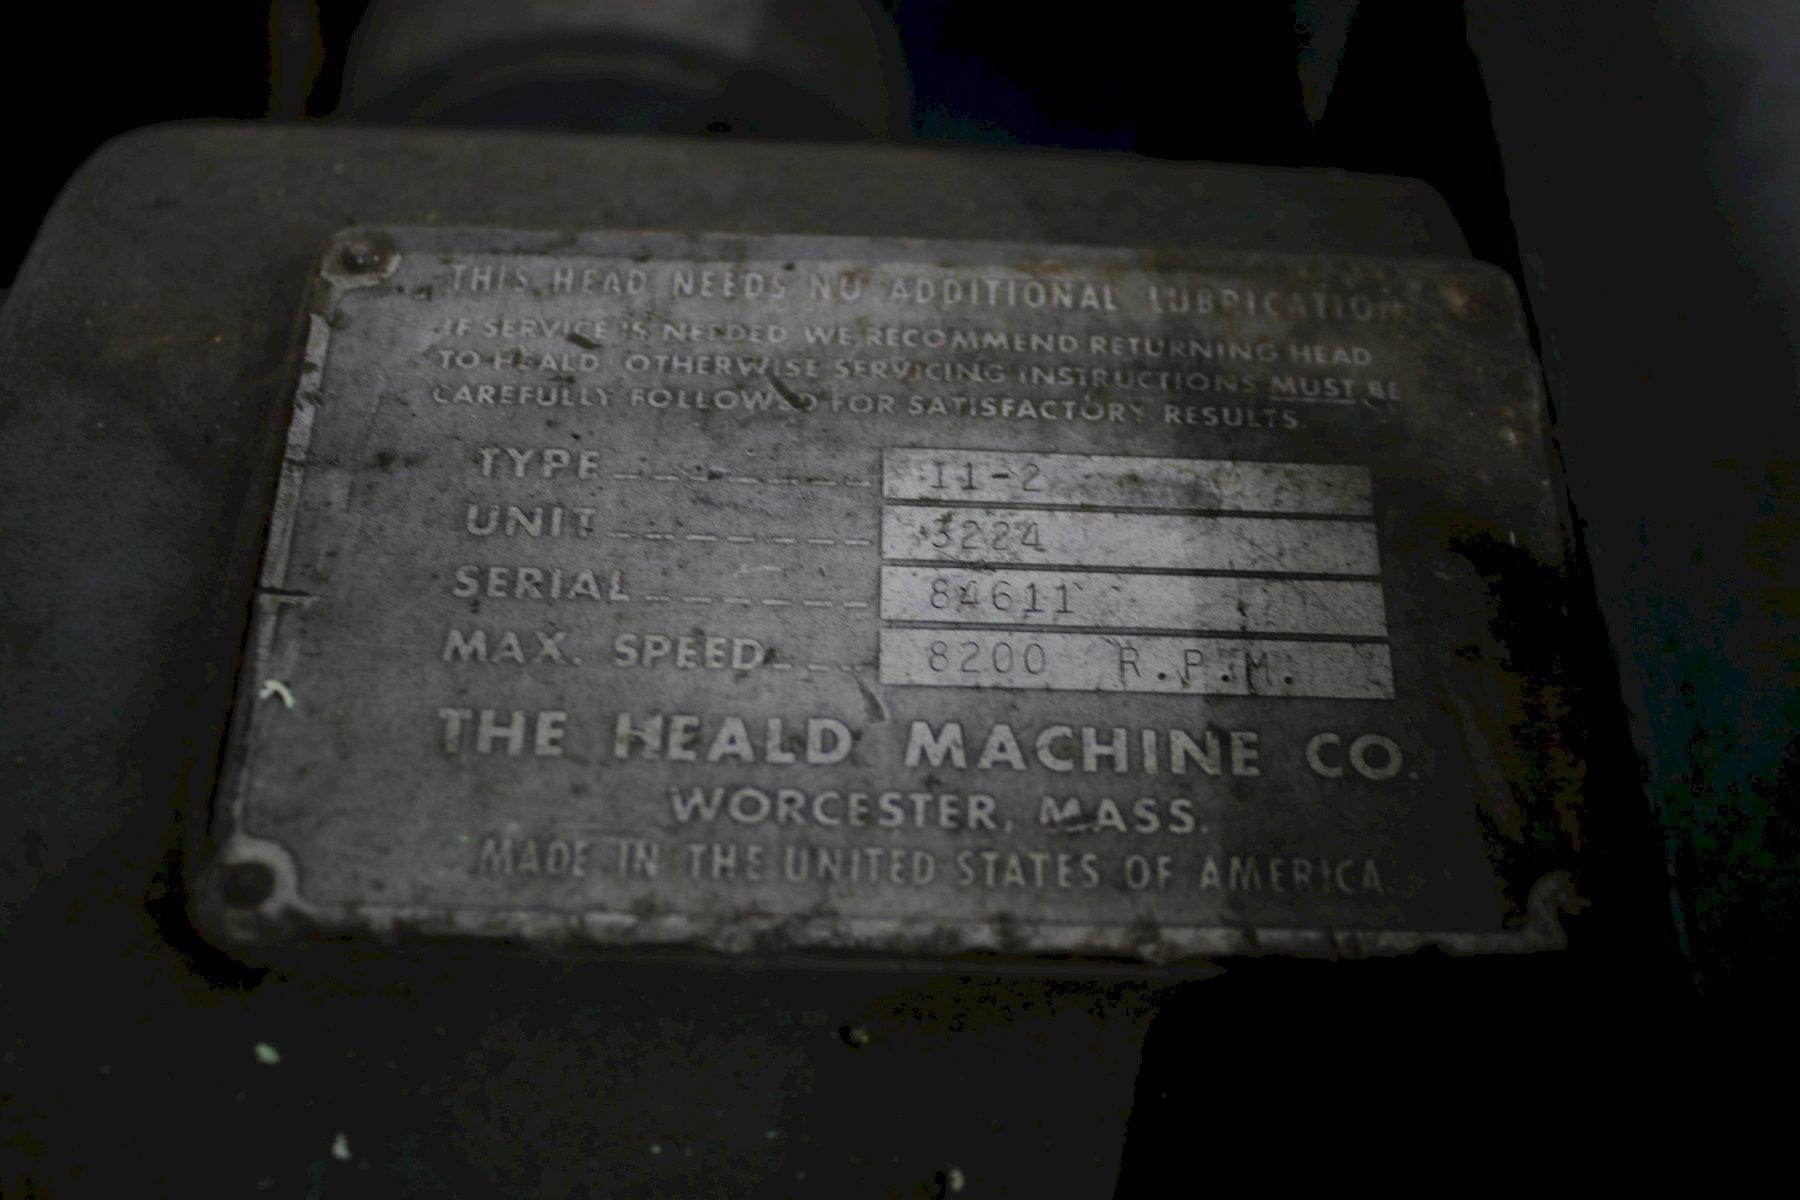 THIS HEAD NEEDS NO ADDITIONAL LUBRICATION
IF SERVICE IS NEEDED WE RECOMMEND RETURNING HEAD
TO HEALD. OTHERWISE SERVICING INSTRUCTIONS MUST BE
CAREFULLY FOLLOWED FOR SATISFACTORY RESULTS.
TYPE I1-2
UNIT 3224
SERIAL 84611
MAX. SPEED 8200 R.P.M.
THE HEALD MACHINE CO.
WORCESTER, MASS.
MADE IN THE UNITED STATES OF AMERICA.